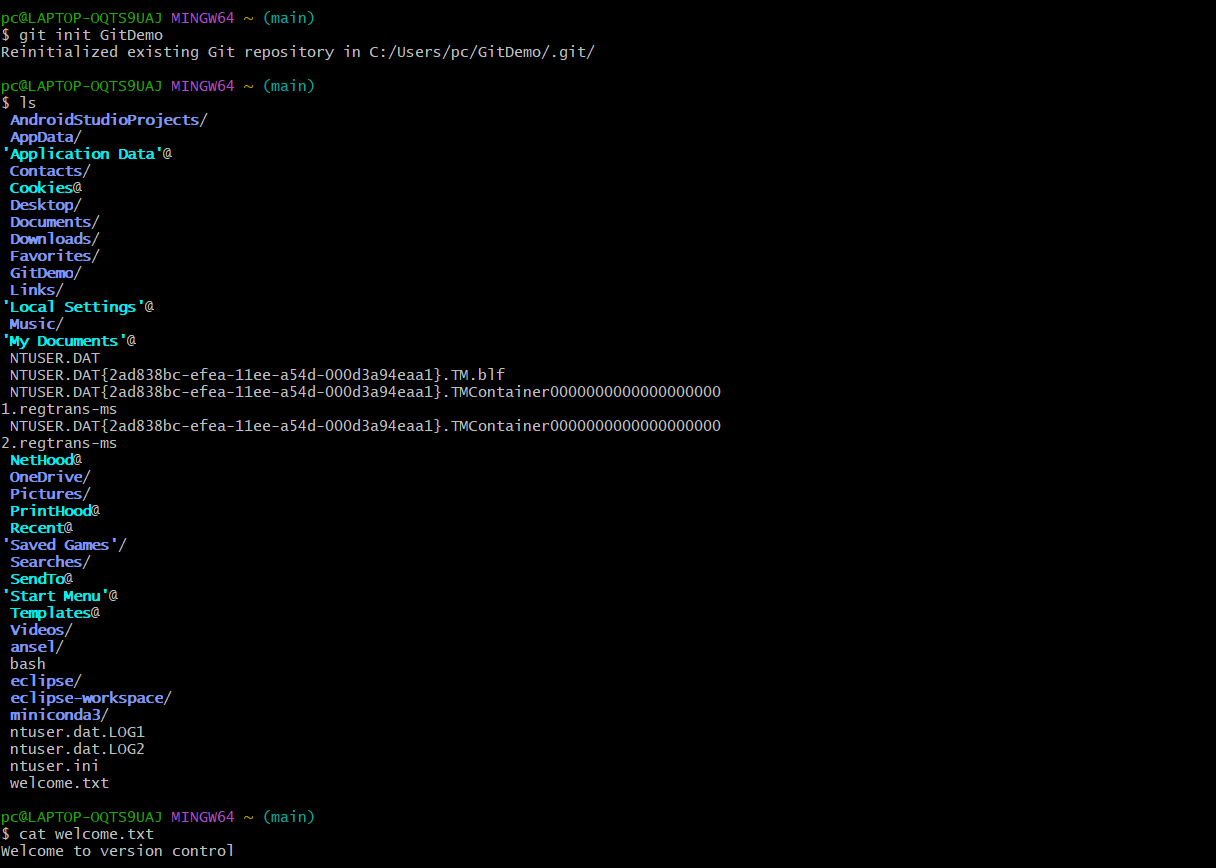 pc@LAPTOP-OQTS9UAJ MINGW64 ~ (main)
$ git init GitDemo
Reinitialized existing Git repository in C:/Users/pc/GitDemo/.git/
pc@LAPTOP-OQTS9UAJ MINGW64 ~ (main)
$ ls
AndroidStudioProjects/
AppData/
'Application Data'@
Contacts/
Cookies@
Desktop/
Documents/
Downloads/
Favorites/
GitDemo/
Links/
'Local Settings'@
Music/
'My Documents'@
NTUSER.DAT
NTUSER.DAT{2ad838bc-efea-11ee-a54d-000d3a94eaa1}.TM.blf
NTUSER.DAT{2ad838bc-efea-11ee-a54d-000d3a94eaa1}.TMContainer0000000000000000000
1.regtrans-ms
NTUSER.DAT{2ad838bc-efea-11ee-a54d-000d3a94eaa1}.TMContainer0000000000000000000
2.regtrans-ms
NetHood@
OneDrive/
Pictures/
PrintHood@
Recent@
'Saved Games'/
Searches/
SendTo@
'Start Menu'@
Templates@
Videos/
ansel/
bash
eclipse/
eclipse-workspace/
miniconda3/
ntuser.dat.LOG1
ntuser.dat.LOG2
ntuser.ini
welcome.txt
pc@LAPTOP-OQTS9UAJ MINGW64 ~ (main)
$ cat welcome.txt
Welcome to version control